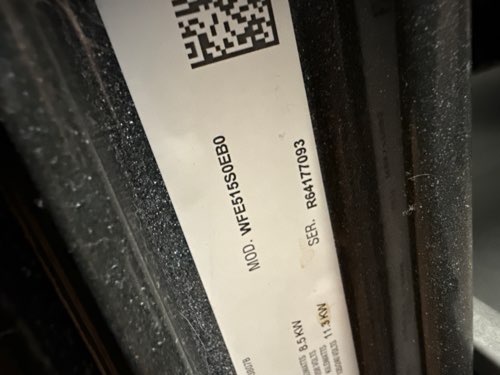 MOD. WFE515S0EB0
SER. R64177093
8.5 KW
11.3 KW